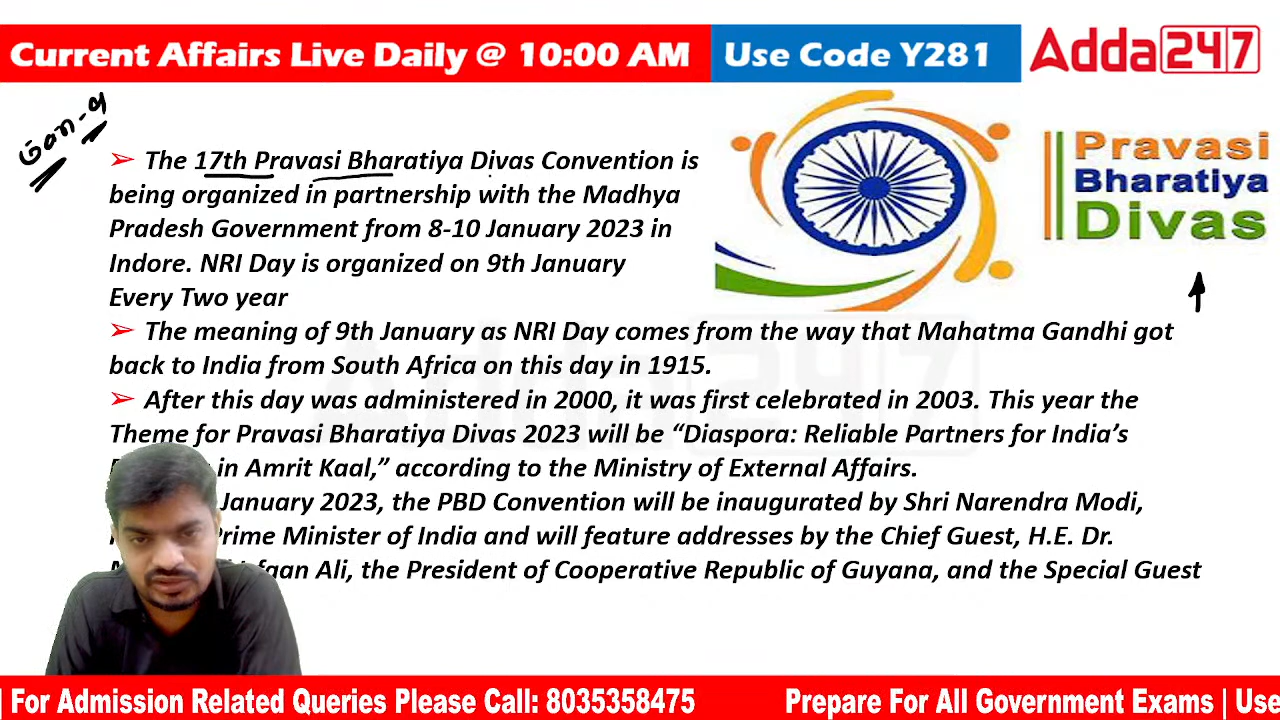 Current Affairs Live Daily @ 10:00 AM
Use Code Y281
Adda247
Pravasi
Bharatiya
Divas
➢ The 17th Pravasi Bharatiya Divas Convention is
being organized in partnership with the Madhya
Pradesh Government from 8-10 January 2023 in
Indore. NRI Day is organized on 9th January
Every Two year
➢ The meaning of 9th January as NRI Day comes from the way that Mahatma Gandhi got
back to India from South Africa on this day in 1915.
➢ After this day was administered in 2000, it was first celebrated in 2003. This year the
Theme for Pravasi Bharatiya Divas 2023 will be “Diaspora: Reliable Partners for India’s
in Amrit Kaal,” according to the Ministry of External Affairs.
January 2023, the PBD Convention will be inaugurated by Shri Narendra Modi,
Prime Minister of India and will feature addresses by the Chief Guest, H.E. Dr.
Ali, the President of Cooperative Republic of Guyana, and the Special Guest
For Admission Related Queries Please Call: 8035358475
Prepare For All Government Exams | Use